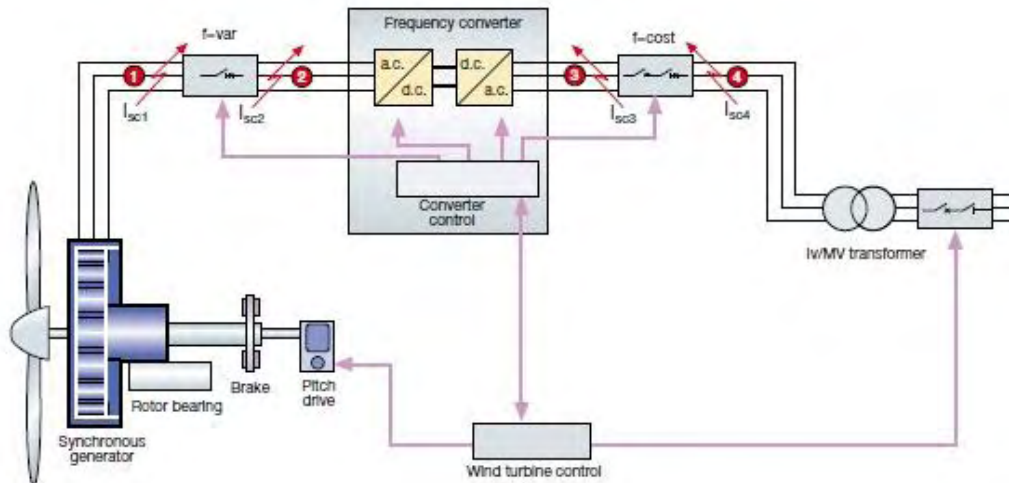 Frequency converter
f=var
f=cost
a.c.
d.c.
d.c.
a.c.
1
2
3
4
Isc1
Isc2
Isc3
Isc4
Converter
control
lv/MV transformer
Rotor bearing
Brake
Pitch
drive
Synchronous
generator
Wind turbine control